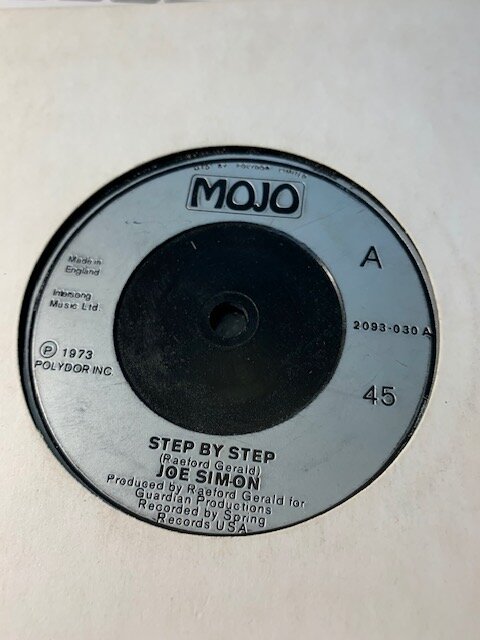 MOJO
A
Made in
England
Intersong
Music Ltd.
2093-030 A
Ⓟ 1973
POLYDOR INC
45
STEP BY STEP
(Raeford Gerald)
JOE SIMON
Produced by Raeford Gerald for
Guardian Productions
Recorded by Spring
Records USA